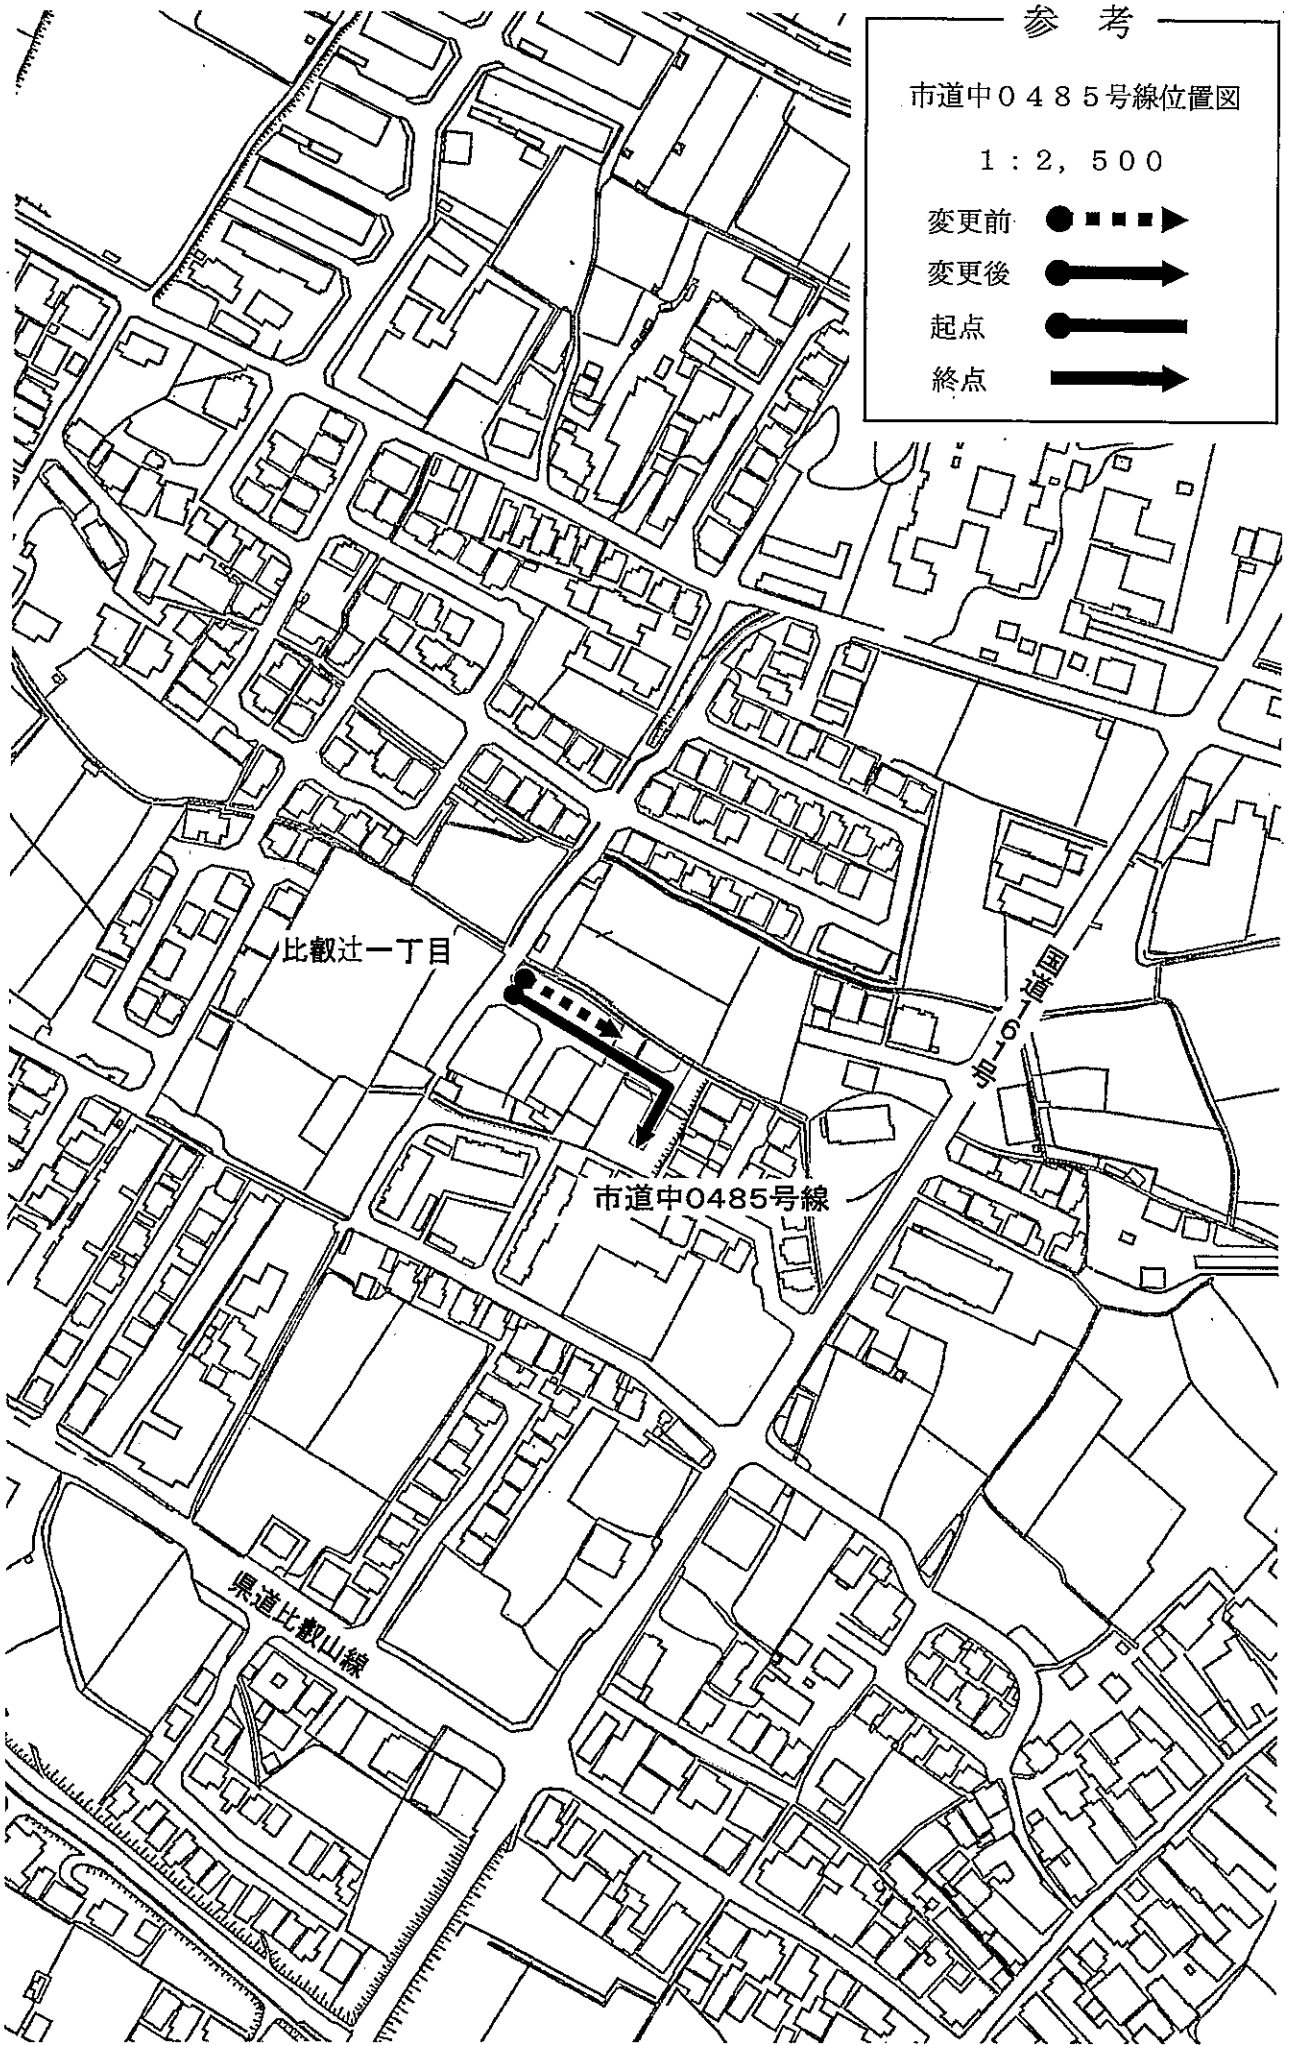 参 考
市道中0485号線位置図
1:2,500
変更前
変更後
起点
終点
比叡辻一丁目
国道161号
市道中0485号線
県道比叡山線